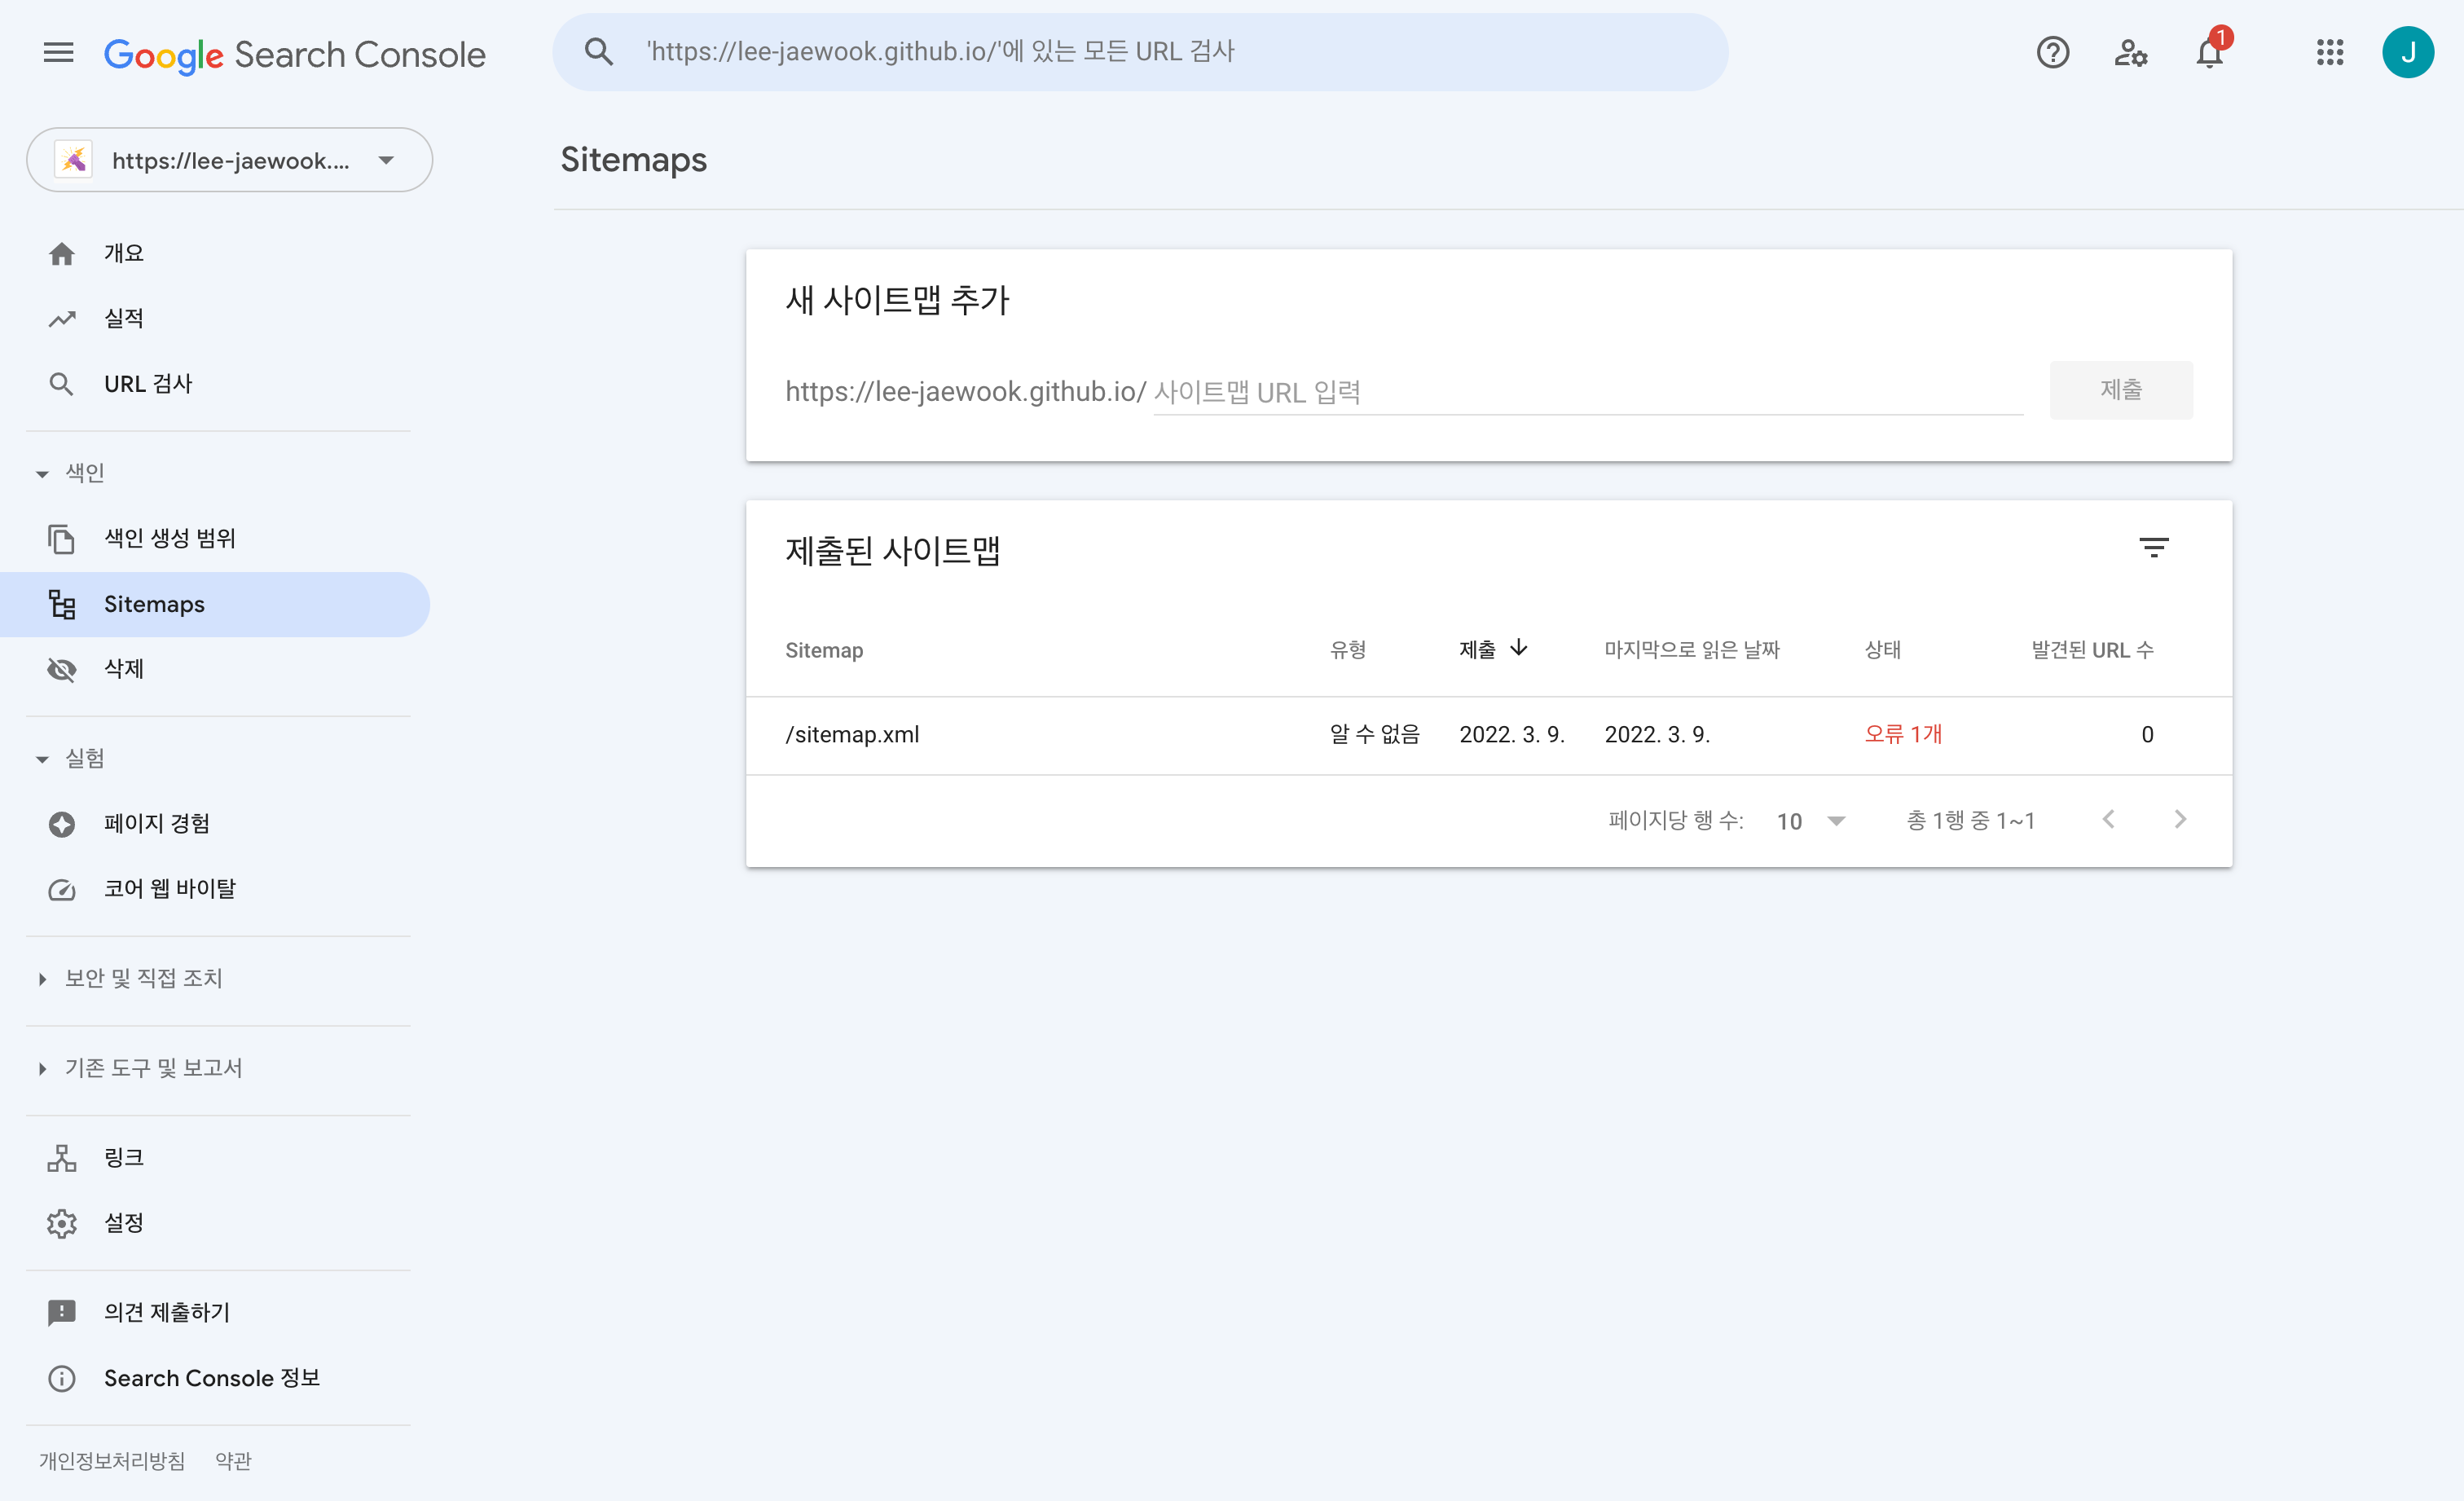 Google Search Console
'https://lee-jaewook.github.io/'에 있는 모든 URL 검사
1
J
https://lee-jaewook....
개요
실적
URL 검사
색인
색인 생성 범위
Sitemaps
삭제
실험
페이지 경험
코어 웹 바이탈
보안 및 직접 조치
기존 도구 및 보고서
링크
설정
의견 제출하기
Search Console 정보
개인정보처리방침 약관
Sitemaps
새 사이트맵 추가
https://lee-jaewook.github.io/ 사이트맵 URL 입력 제출
제출된 사이트맵
Sitemap 유형 제출 마지막으로 읽은 날짜 상태 발견된 URL 수
/sitemap.xml 알 수 없음 2022. 3. 9. 2022. 3. 9. 오류 1개 0
페이지당 행 수: 10 총 1행 중 1~1